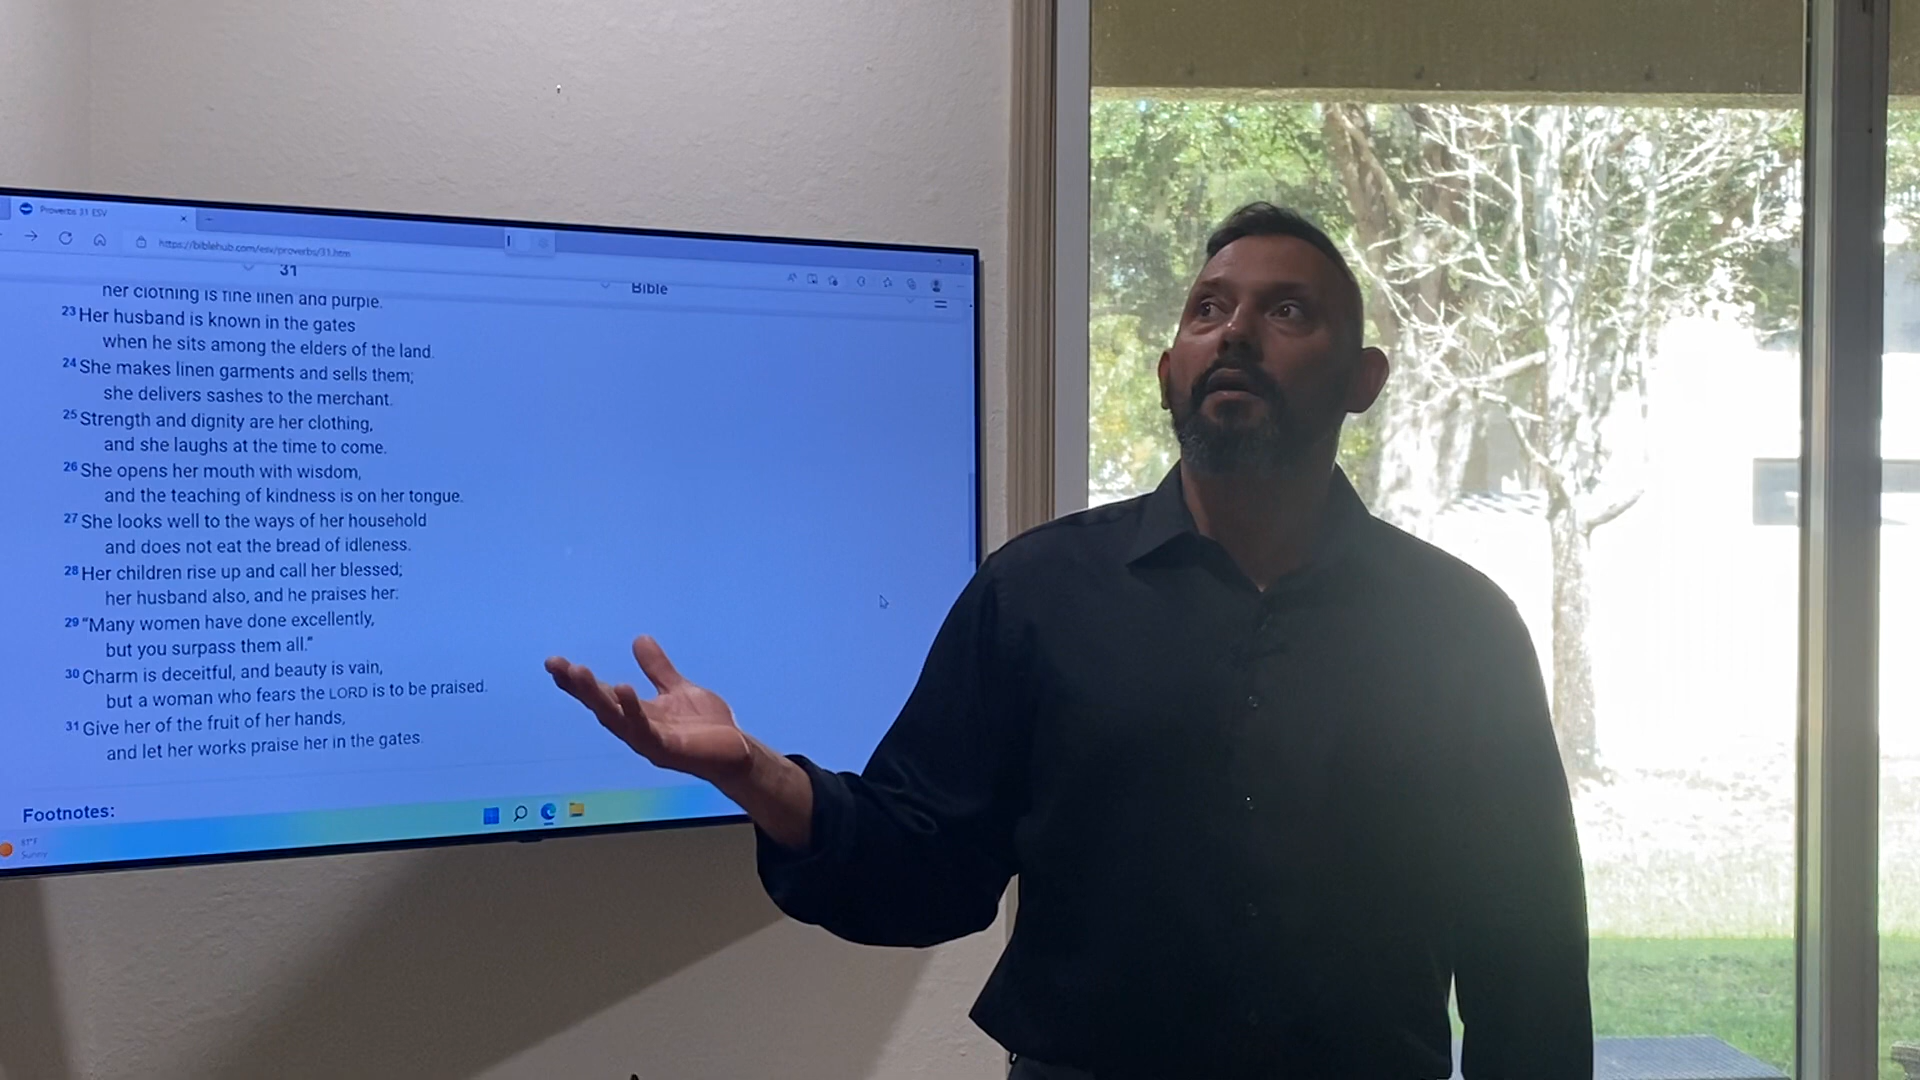 Proverbs 31 ESV
https://biblehub.com/esv/proverbs/31.htm
31
Bible
her clothing is fine linen and purple.
23 Her husband is known in the gates
when he sits among the elders of the land.
24 She makes linen garments and sells them;
she delivers sashes to the merchant.
25 Strength and dignity are her clothing,
and she laughs at the time to come.
26 She opens her mouth with wisdom,
and the teaching of kindness is on her tongue.
27 She looks well to the ways of her household
and does not eat the bread of idleness.
28 Her children rise up and call her blessed;
her husband also, and he praises her:
29 “Many women have done excellently,
but you surpass them all.”
30 Charm is deceitful, and beauty is vain,
but a woman who fears the LORD is to be praised.
31 Give her of the fruit of her hands,
and let her works praise her in the gates.
Footnotes:
Sunny